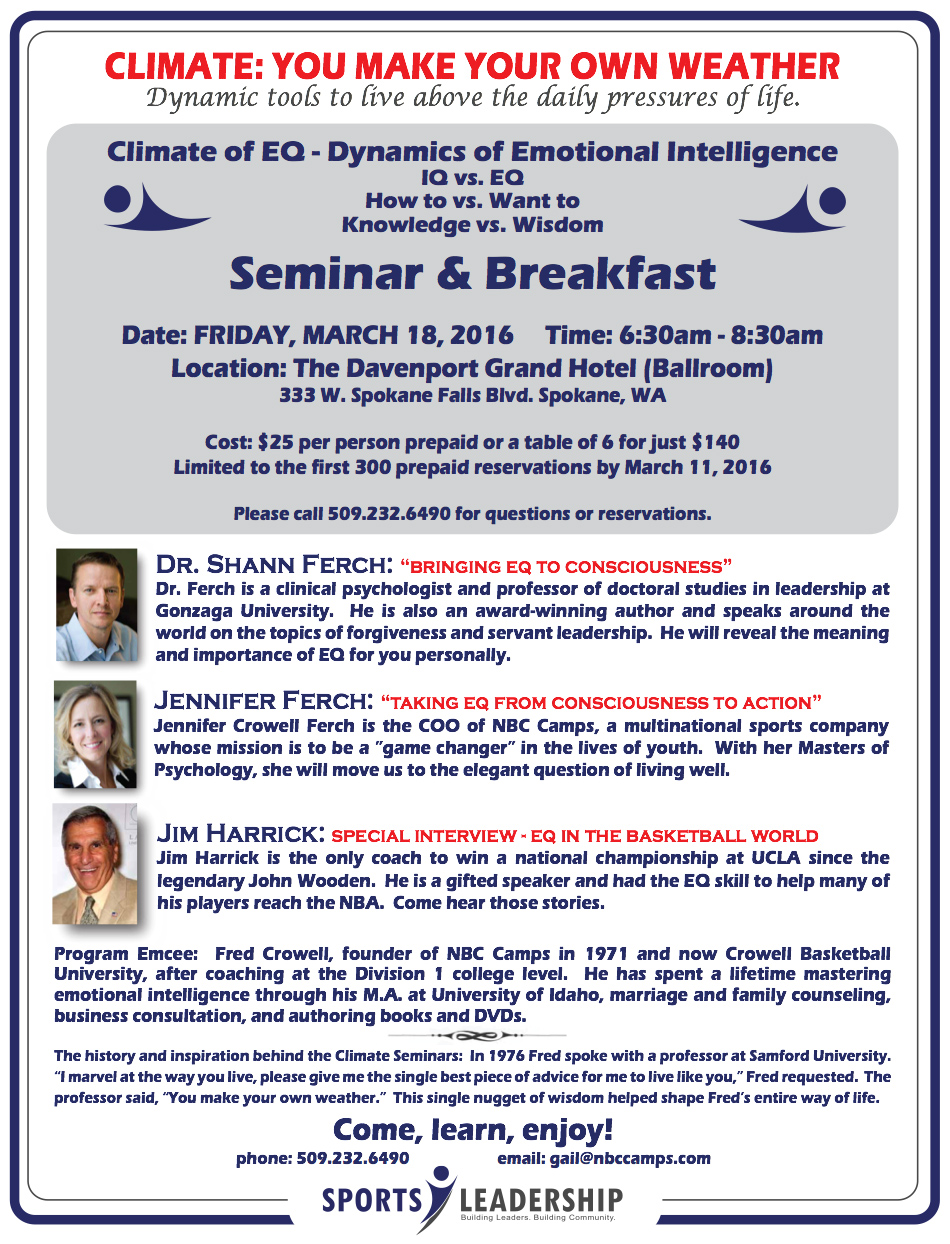 CLIMATE: YOU MAKE YOUR OWN WEATHER
Dynamic tools to live above the daily pressures of life.
Climate of EQ - Dynamics of Emotional Intelligence
IQ vs. EQ
How to vs. Want to
Knowledge vs. Wisdom
Seminar & Breakfast
Date: FRIDAY, MARCH 18, 2016 Time: 6:30am - 8:30am
Location: The Davenport Grand Hotel (Ballroom)
333 W. Spokane Falls Blvd. Spokane, WA
Cost: $25 per person prepaid or a table of 6 for just $140
Limited to the first 300 prepaid reservations by March 11, 2016
Please call 509.232.6490 for questions or reservations.
DR. SHANN FERCH: “BRINGING EQ TO CONSCIOUSNESS”
Dr. Ferch is a clinical psychologist and professor of doctoral studies in leadership at
Gonzaga University. He is also an award-winning author and speaks around the
world on the topics of forgiveness and servant leadership. He will reveal the meaning
and importance of EQ for you personally.
JENNIFER FERCH: “TAKING EQ FROM CONSCIOUSNESS TO ACTION”
Jennifer Crowell Ferch is the COO of NBC Camps, a multinational sports company
whose mission is to be a "game changer" in the lives of youth. With her Masters of
Psychology, she will move us to the elegant question of living well.
JIM HARRICK: SPECIAL INTERVIEW - EQ IN THE BASKETBALL WORLD
Jim Harrick is the only coach to win a national championship at UCLA since the
legendary John Wooden. He is a gifted speaker and had the EQ skill to help many of
his players reach the NBA. Come hear those stories.
Program Emcee: Fred Crowell, founder of NBC Camps in 1971 and now Crowell Basketball
University, after coaching at the Division 1 college level. He has spent a lifetime mastering
emotional intelligence through his M.A. at University of Idaho, marriage and family counseling,
business consultation, and authoring books and DVDs.
The history and inspiration behind the Climate Seminars: In 1976 Fred spoke with a professor at Samford University.
“I marvel at the way you live, please give me the single best piece of advice for me to live like you,” Fred requested. The
professor said, “You make your own weather.” This single nugget of wisdom helped shape Fred's entire way of life.
Come, learn, enjoy!
phone: 509.232.6490 email: gail@nbccamps.com
SPORTS LEADERSHIP
Building Leaders. Building Community.